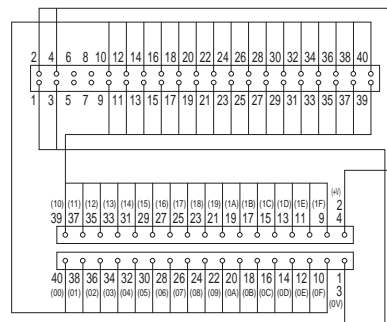 2 4 6 8 10 12 14 16 18 20 22 24 26 28 30 32 34 36 38 40
1 3 5 7 9 11 13 15 17 19 21 23 25 27 29 31 33 35 37 39
(+V)
(10) (11) (12) (13) (14) (15) (16) (17) (18) (19) (1A) (1B) (1C) (1D) (1E) (1F) 2
39 37 35 33 31 29 27 25 23 21 19 17 15 13 11 9 4
40 38 36 34 32 30 28 26 24 22 20 18 16 14 12 10 1
(00) (01) (02) (03) (04) (05) (06) (07) (08) (09) (0A) (0B) (0C) (0D) (0E) (0F) 3
(0V)